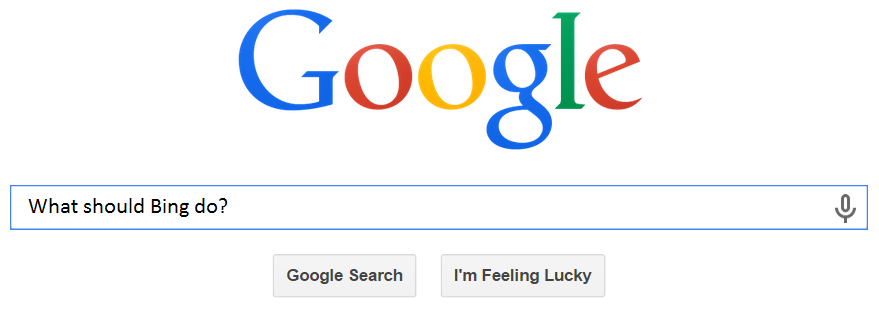 Google
What should Bing do?
Google Search
I'm Feeling Lucky